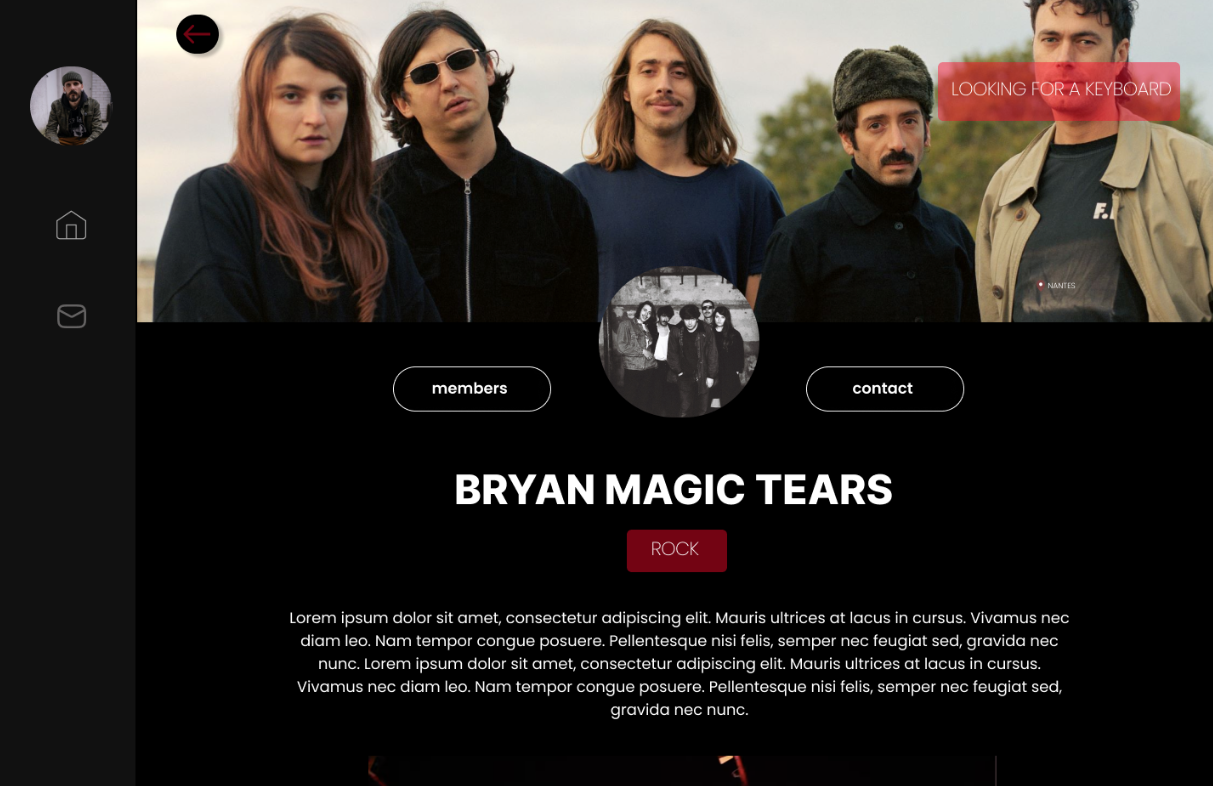 LOOKING FOR A KEYBOARD
F.
NANTES
members
contact
BRYAN MAGIC TEARS
ROCK
Lorem ipsum dolor sit amet, consectetur adipiscing elit. Mauris ultrices at lacus in cursus. Vivamus nec
diam leo. Nam tempor congue posuere. Pellentesque nisi felis, semper nec feugiat sed, gravida nec
nunc. Lorem ipsum dolor sit amet, consectetur adipiscing elit. Mauris ultrices at lacus in cursus.
Vivamus nec diam leo. Nam tempor congue posuere. Pellentesque nisi felis, semper nec feugiat sed,
gravida nec nunc.